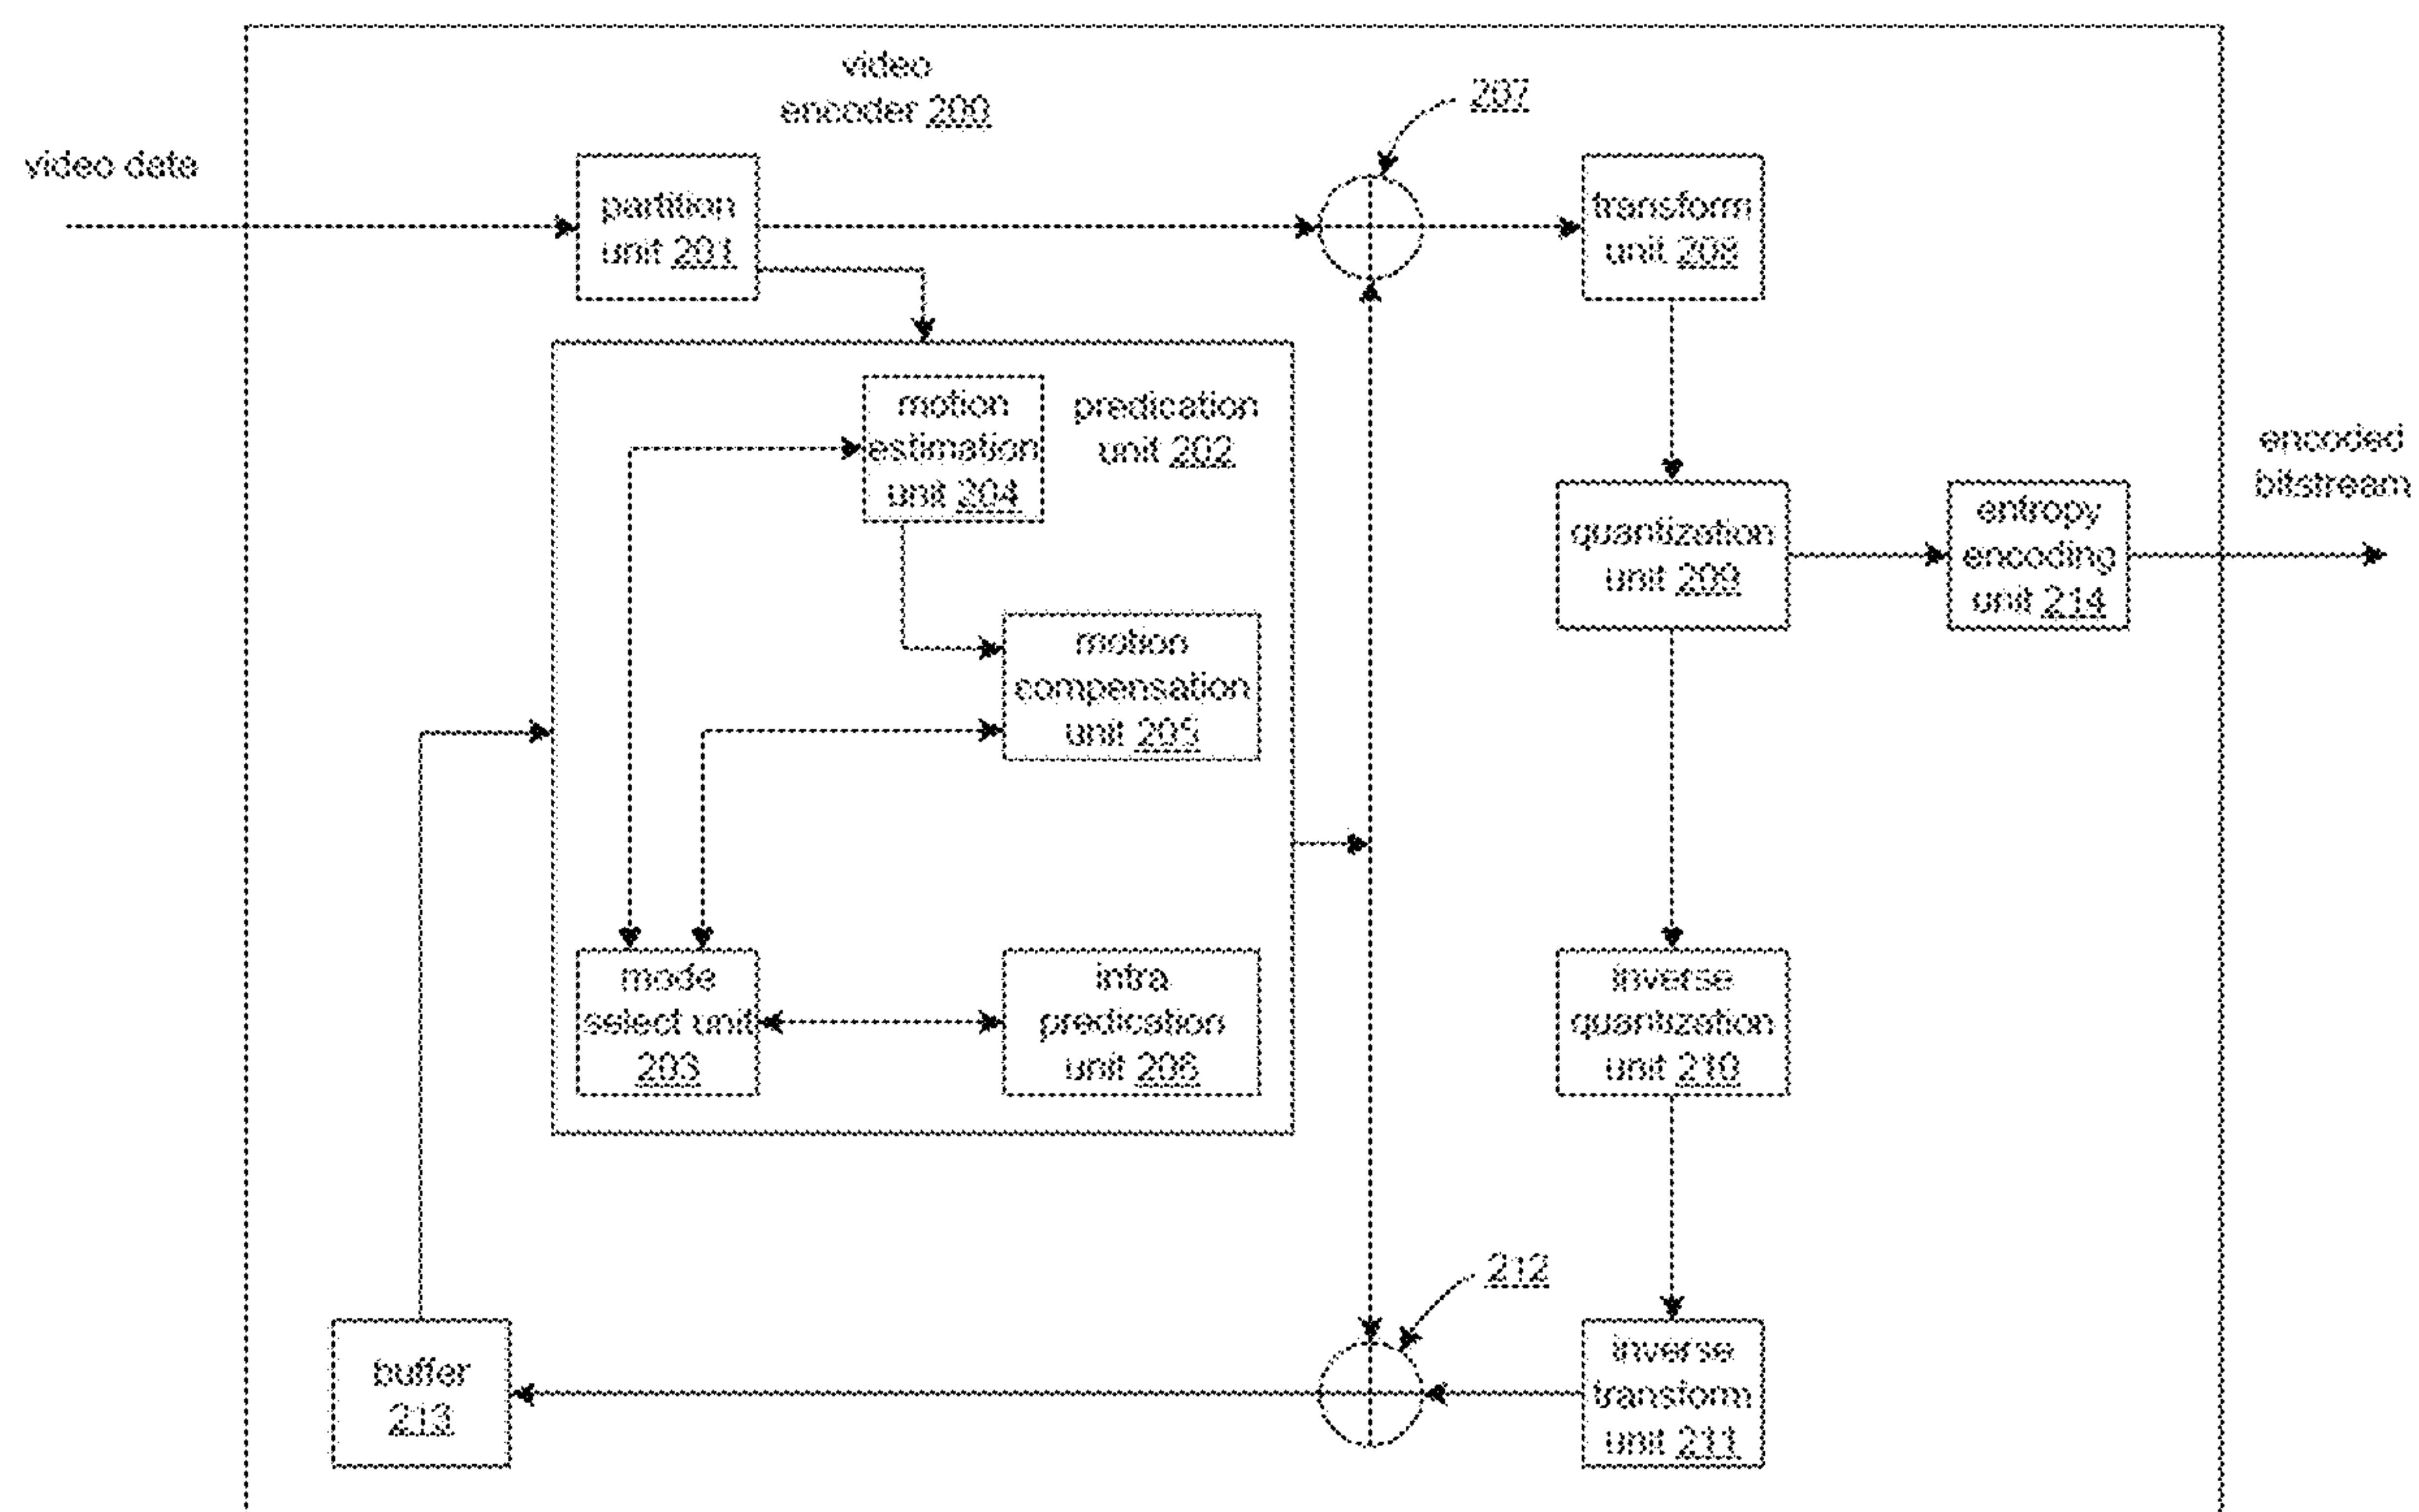 video
encoder 200
207
video data
partition
unit 201
transform
unit 208
motion
estimation
unit 204
predication
unit 202
encoded
bitstream
quantization
unit 209
entropy
encoding
unit 214
motion
compensation
unit 205
mode
select unit
203
intra
predication
unit 206
inverse
quantization
unit 210
212
buffer
213
inverse
transform
unit 211